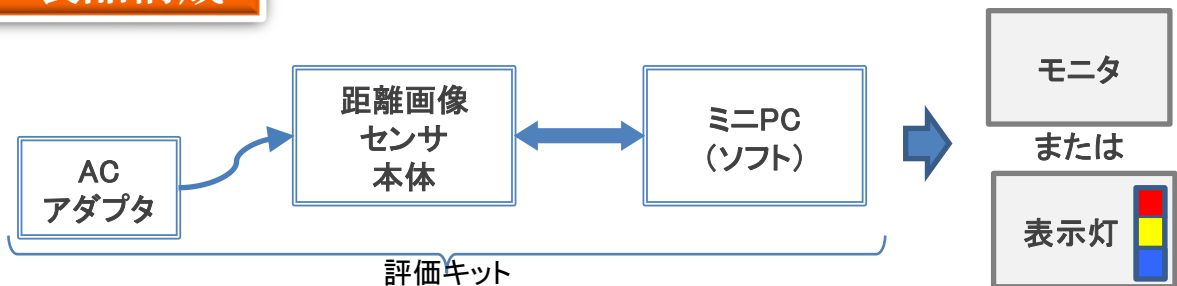 AC
アダプタ
距離画像
センサ
本体
ミニPC
(ソフト)
モニタ
または
表示灯
評価キット